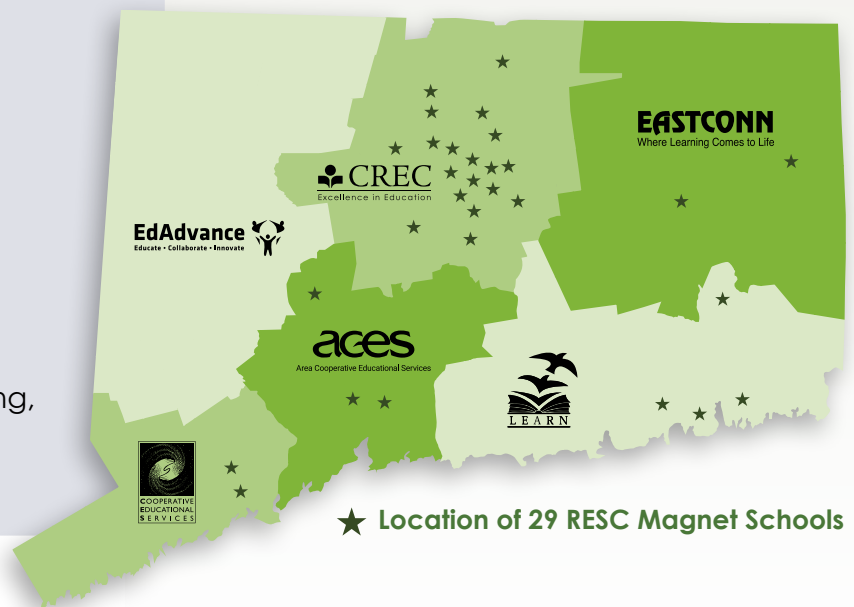 EASTCONN
Where Learning Comes to Life
CREC
Excellence in Education
EdAdvance
Educate • Collaborate • Innovate
aces
Area Cooperative Educational Services
LEARN
ng,
COOPERATIVE
EDUCATIONAL
SERVICES
Location of 29 RESC Magnet Schools